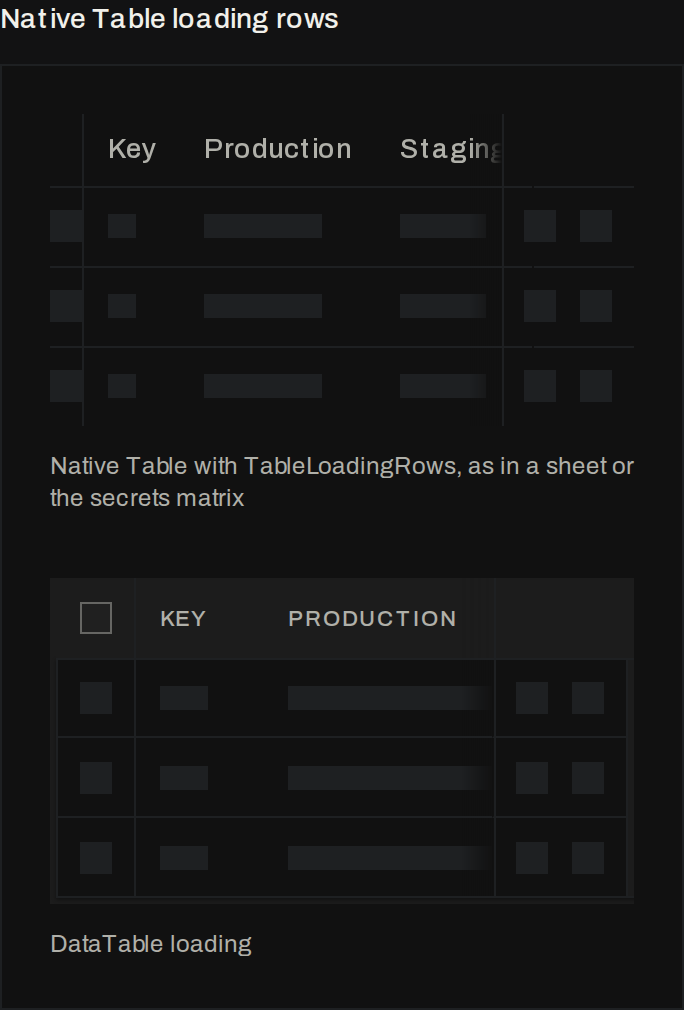 Native Table loading rows
Key Production Staging
Native Table with TableLoadingRows, as in a sheet or
the secrets matrix
KEY PRODUCTION
DataTable loading